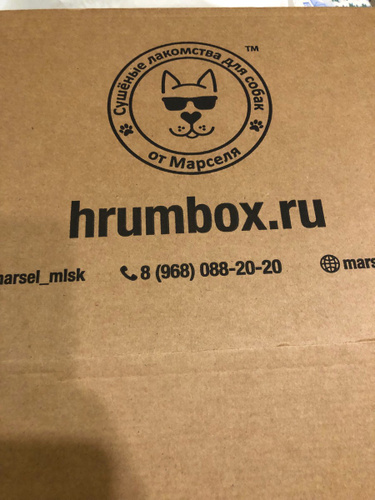 Сушёные лакомства для собак
TM
от Марселя
hrumbox.ru
marsel_mlsk 8 (968) 088-20-20 mars